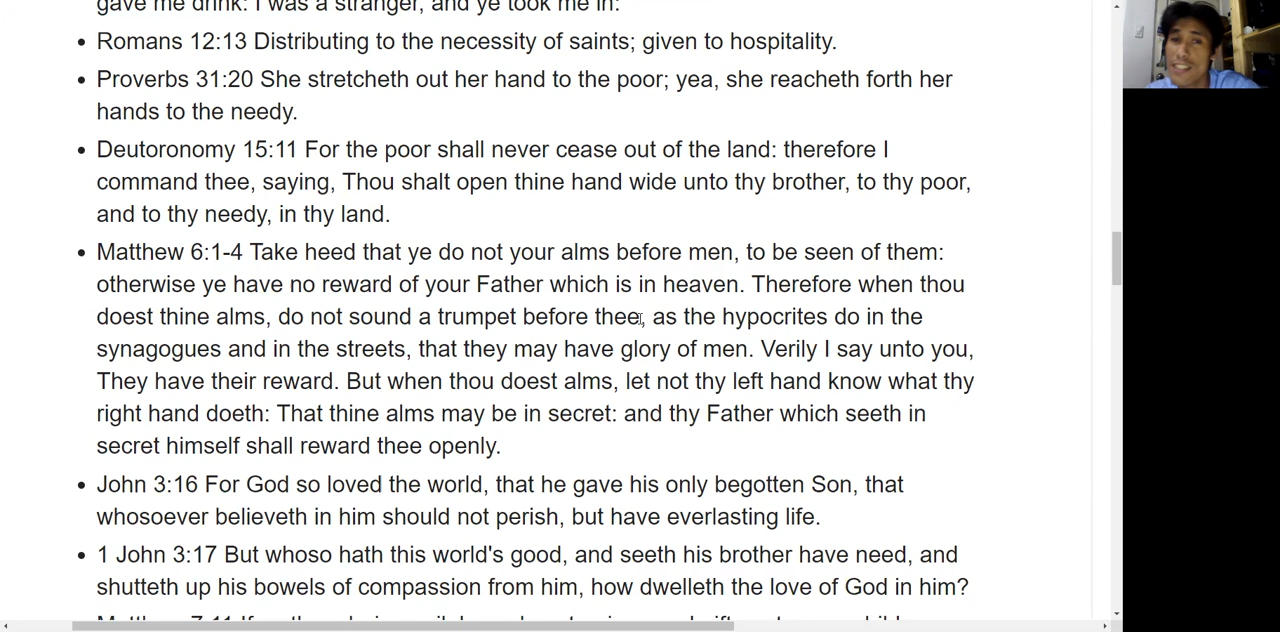 gave me drink: I was a stranger, and ye took me in:
• Romans 12:13 Distributing to the necessity of saints; given to hospitality.
• Proverbs 31:20 She stretcheth out her hand to the poor; yea, she reacheth forth her
hands to the needy.
• Deutoronomy 15:11 For the poor shall never cease out of the land: therefore I
command thee, saying, Thou shalt open thine hand wide unto thy brother, to thy poor,
and to thy needy, in thy land.
• Matthew 6:1-4 Take heed that ye do not your alms before men, to be seen of them:
otherwise ye have no reward of your Father which is in heaven. Therefore when thou
doest thine alms, do not sound a trumpet before thee, as the hypocrites do in the
synagogues and in the streets, that they may have glory of men. Verily I say unto you,
They have their reward. But when thou doest alms, let not thy left hand know what thy
right hand doeth: That thine alms may be in secret: and thy Father which seeth in
secret himself shall reward thee openly.
• John 3:16 For God so loved the world, that he gave his only begotten Son, that
whosoever believeth in him should not perish, but have everlasting life.
• 1 John 3:17 But whoso hath this world's good, and seeth his brother have need, and
shutteth up his bowels of compassion from him, how dwelleth the love of God in him?